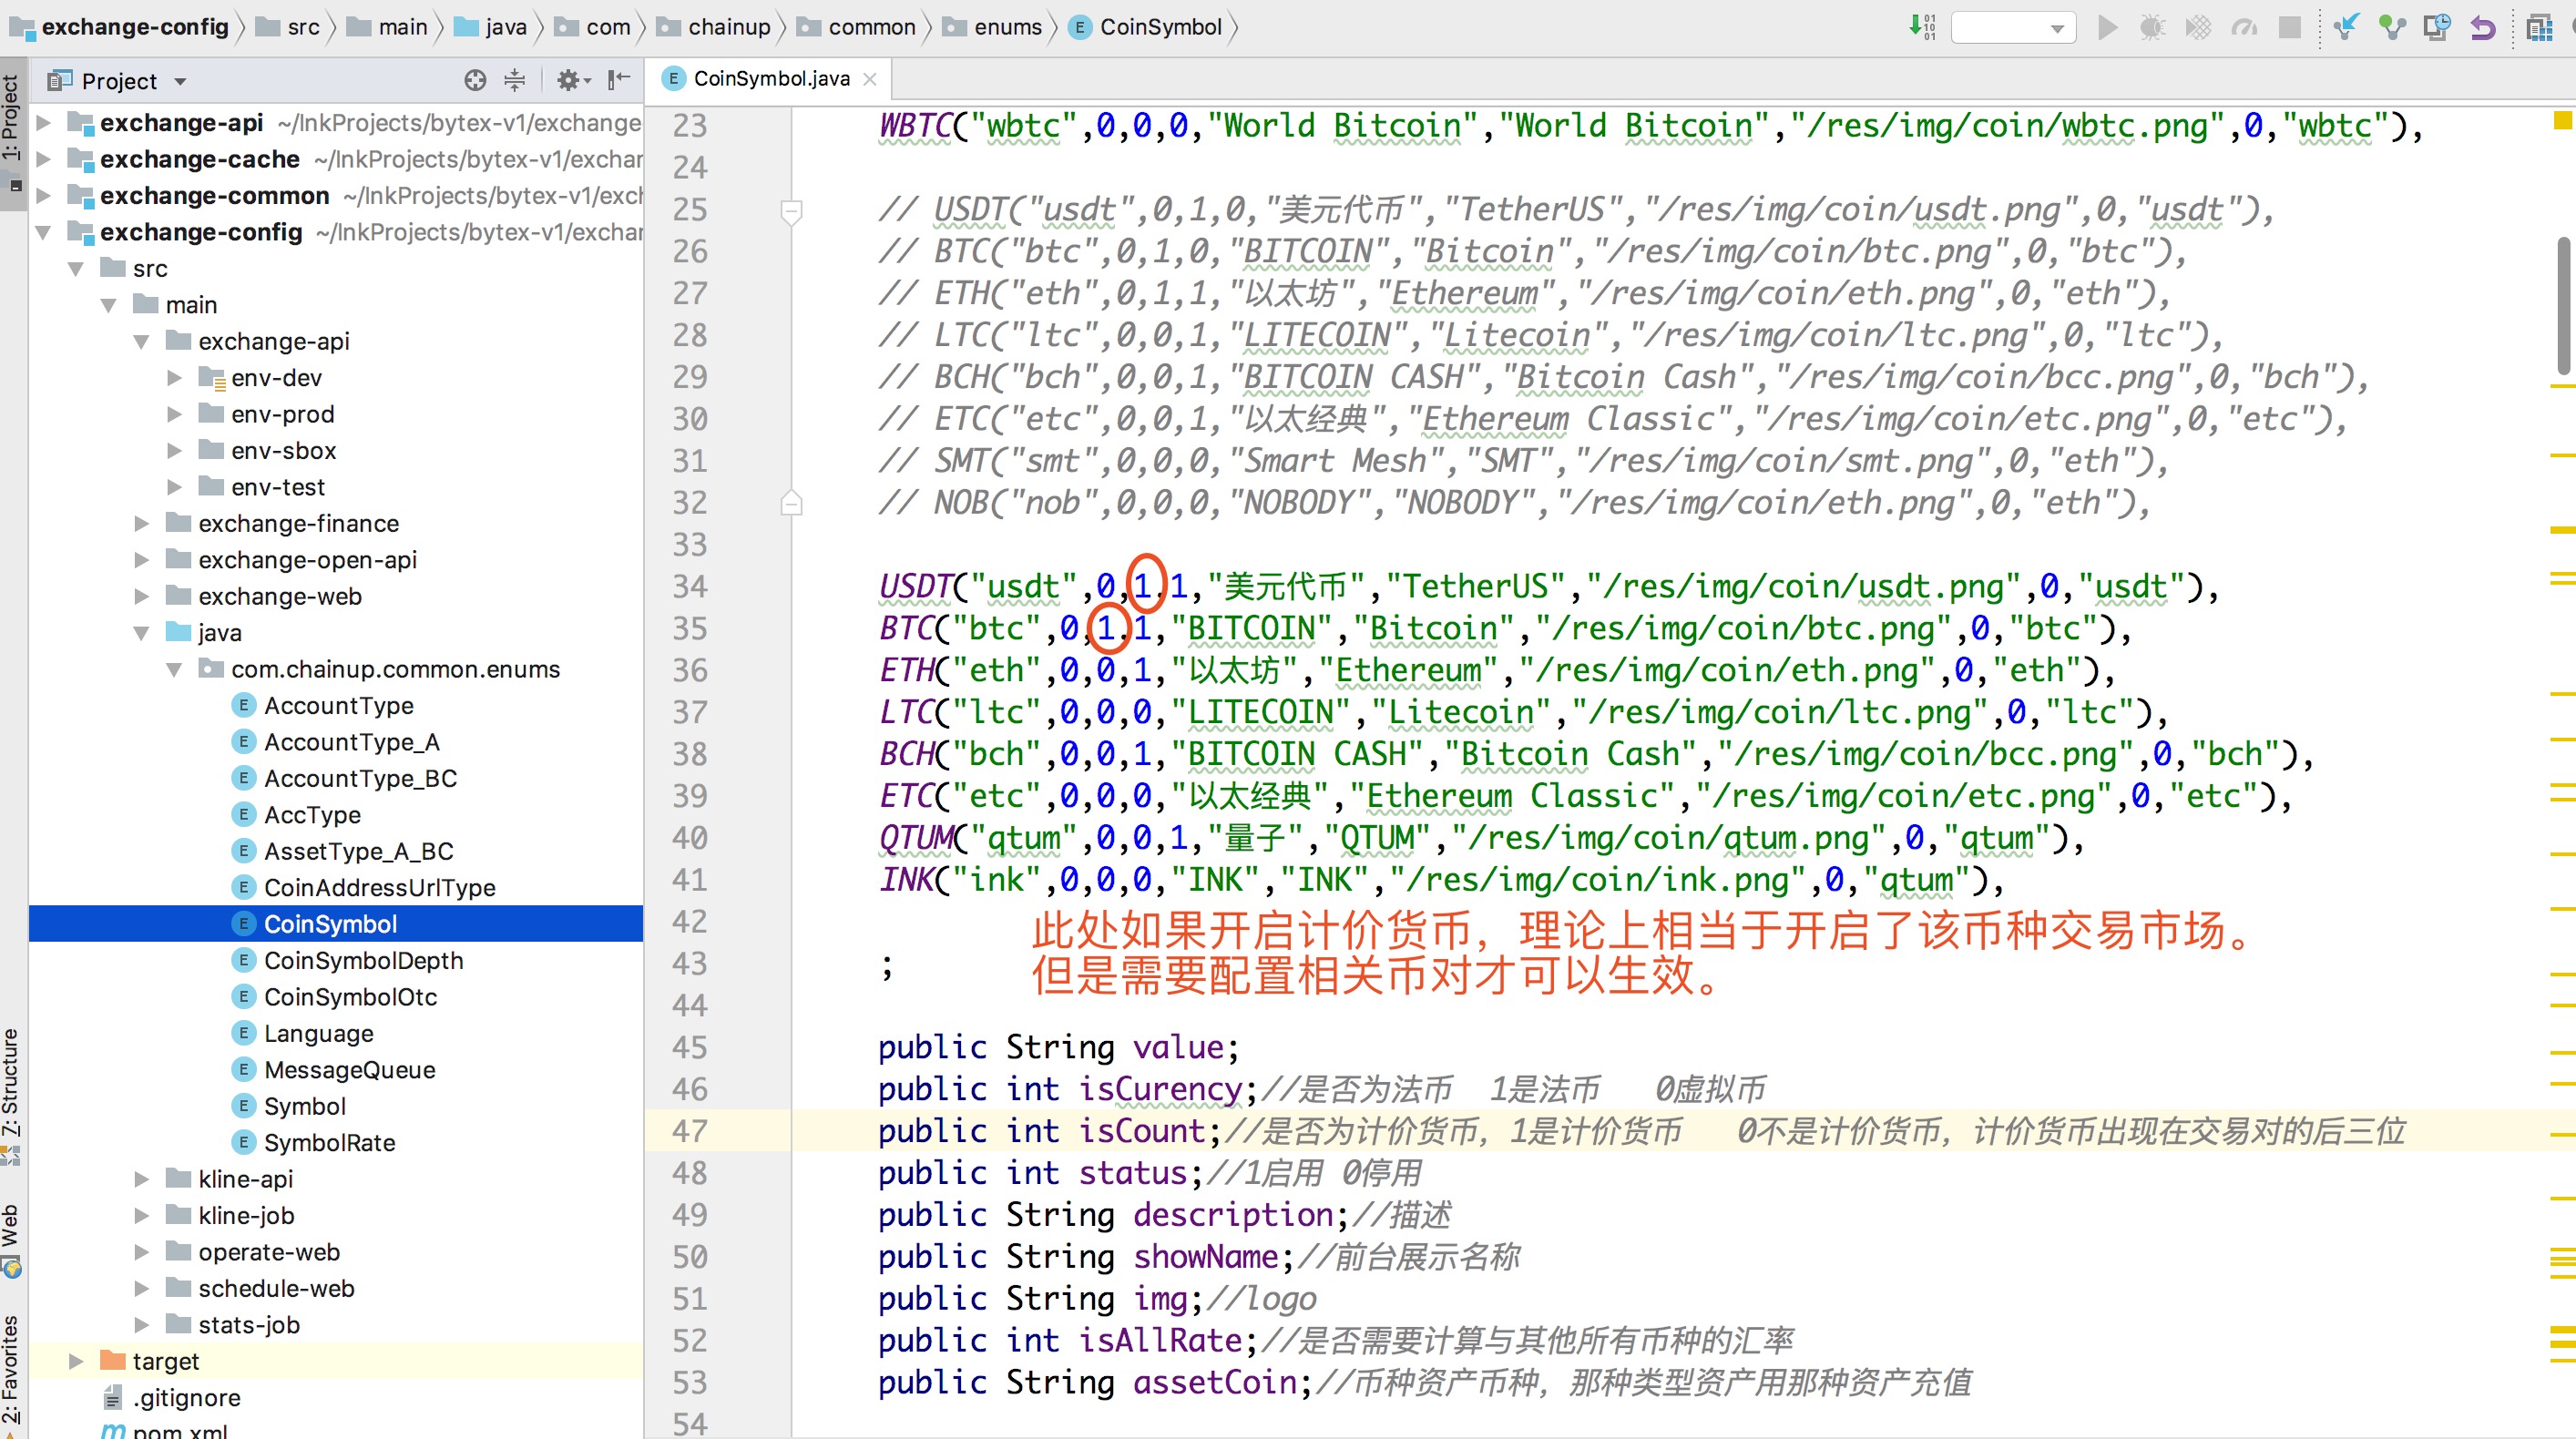 exchange-config src main java com chainup common enums CoinSymbol
1: Project
Project
exchange-api ~/InkProjects/bytex-v1/exchange
exchange-cache ~/InkProjects/bytex-v1/exchar
exchange-common ~/InkProjects/bytex-v1/exch
exchange-config ~/InkProjects/bytex-v1/exchar
src
main
exchange-api
env-dev
env-prod
env-sbox
env-test
exchange-finance
exchange-open-api
exchange-web
java
com.chainup.common.enums
AccountType
AccountType_A
AccountType_BC
AccType
AssetType_A_BC
CoinAddressUrlType
CoinSymbol
CoinSymbolDepth
CoinSymbolOtc
Language
MessageQueue
Symbol
SymbolRate
kline-api
kline-job
operate-web
schedule-web
stats-job
target
.gitignore
pom.xml
7: Structure
Web
2: Favorites
CoinSymbol.java
23 WBTC("wbtc",0,0,0,"World Bitcoin","World Bitcoin","/res/img/coin/wbtc.png",0,"wbtc"),
24
25 // USDT("usdt",0,1,0,"美元代币","TetherUS","/res/img/coin/usdt.png",0,"usdt"),
26 // BTC("btc",0,1,0,"BITCOIN","Bitcoin","/res/img/coin/btc.png",0,"btc"),
27 // ETH("eth",0,1,1,"以太坊","Ethereum","/res/img/coin/eth.png",0,"eth"),
28 // LTC("ltc",0,0,1,"LITECOIN","Litecoin","/res/img/coin/ltc.png",0,"ltc"),
29 // BCH("bch",0,0,1,"BITCOIN CASH","Bitcoin Cash","/res/img/coin/bcc.png",0,"bch"),
30 // ETC("etc",0,0,1,"以太经典","Ethereum Classic","/res/img/coin/etc.png",0,"etc"),
31 // SMT("smt",0,0,0,"Smart Mesh","SMT","/res/img/coin/smt.png",0,"eth"),
32 // NOB("nob",0,0,0,"NOBODY","NOBODY","/res/img/coin/eth.png",0,"eth"),
33
34 USDT("usdt",0,1,1,"美元代币","TetherUS","/res/img/coin/usdt.png",0,"usdt"),
35 BTC("btc",0,1,1,"BITCOIN","Bitcoin","/res/img/coin/btc.png",0,"btc"),
36 ETH("eth",0,0,1,"以太坊","Ethereum","/res/img/coin/eth.png",0,"eth"),
37 LTC("ltc",0,0,0,"LITECOIN","Litecoin","/res/img/coin/ltc.png",0,"ltc"),
38 BCH("bch",0,0,1,"BITCOIN CASH","Bitcoin Cash","/res/img/coin/bcc.png",0,"bch"),
39 ETC("etc",0,0,0,"以太经典","Ethereum Classic","/res/img/coin/etc.png",0,"etc"),
40 QTUM("qtum",0,0,1,"量子","QTUM","/res/img/coin/qtum.png",0,"qtum"),
41 INK("ink",0,0,0,"INK","INK","/res/img/coin/ink.png",0,"qtum"),
42 此处如果开启计价货币，理论上相当于开启了该币种交易市场。
43 ; 但是需要配置相关币对才可以生效。
44
45 public String value;
46 public int isCurency;//是否为法币 1是法币 0虚拟币
47 public int isCount;//是否为计价货币，1是计价货币 0不是计价货币，计价货币出现在交易对的后三位
48 public int status;//1启用 0停用
49 public String description;//描述
50 public String showName;//前台展示名称
51 public String img;//logo
52 public int isAllRate;//是否需要计算与其他所有币种的汇率
53 public String assetCoin;//币种资产币种，那种类型资产用那种资产充值
54